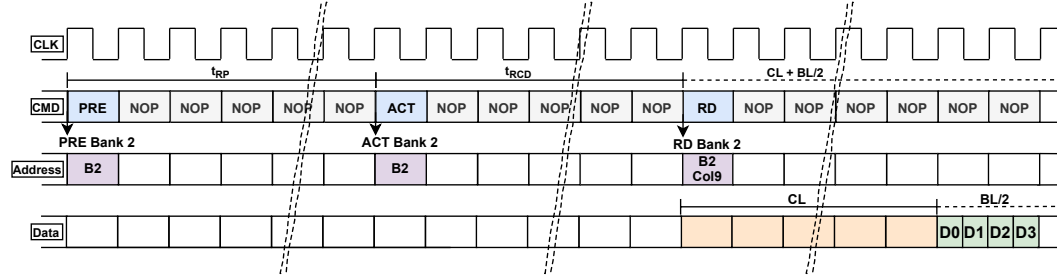 CLK
tRP
tRCD
CL + BL/2
CMD PRE NOP NOP NOP NOP NOP ACT NOP NOP NOP NOP NOP RD NOP NOP NOP NOP NOP NOP
PRE Bank 2
ACT Bank 2
RD Bank 2
Address B2 B2 B2
Col9
CL
BL/2
Data D0 D1 D2 D3